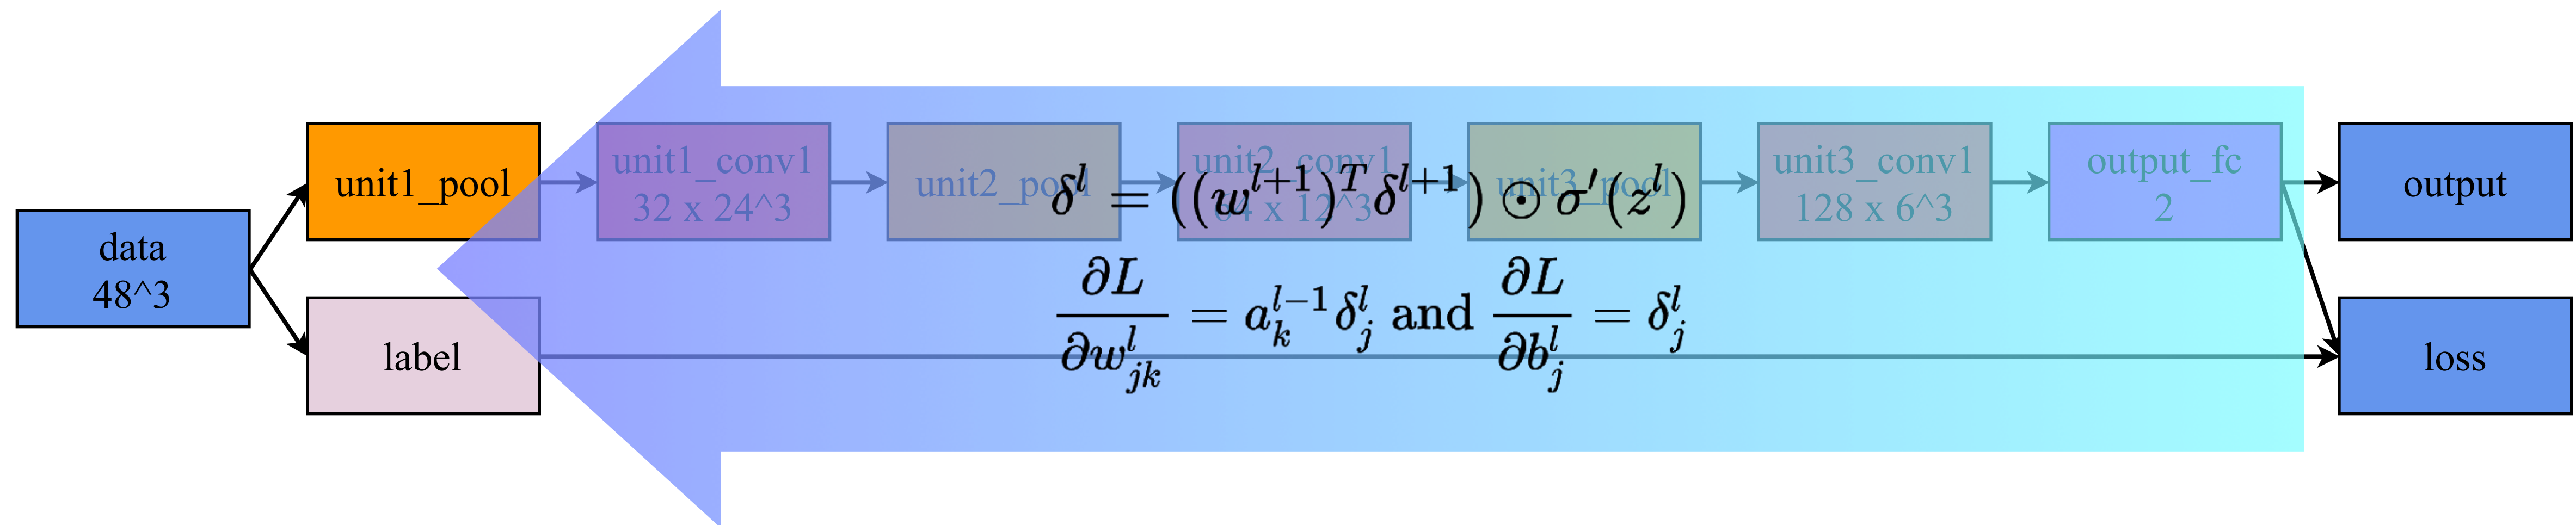 data
48^3
unit1_pool
label
unit1_conv1
32 x 24^3
unit2_pool
unit2_conv1
64 x 12^3
unit3_pool
unit3_conv1
128 x 6^3
output_fc
2
output
loss
δ^l = ((w^{l+1})^T δ^{l+1}) ⊙ σ′(z^l)
∂L/∂w^l_{jk} = a^{l−1}_k δ^l_j and ∂L/∂b^l_j = δ^l_j